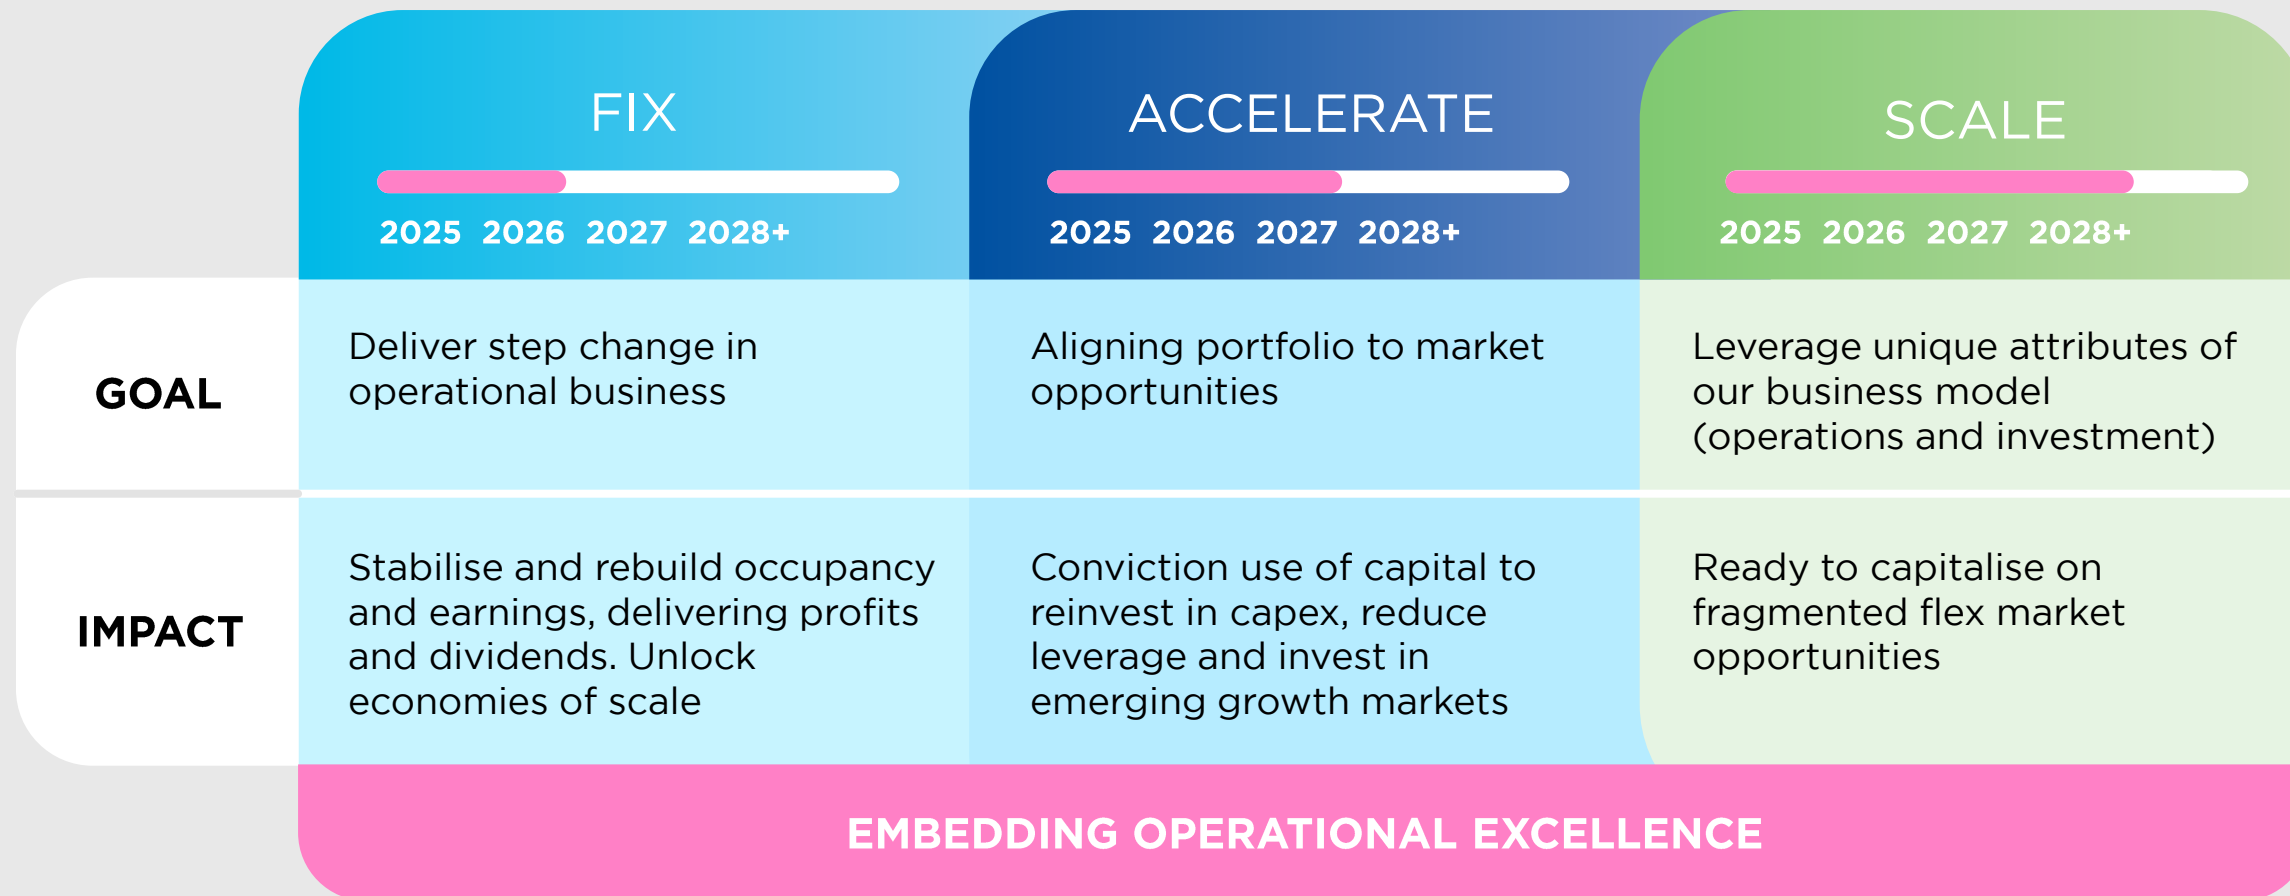 FIX
2025 2026 2027 2028+
ACCELERATE
2025 2026 2027 2028+
SCALE
2025 2026 2027 2028+
GOAL
Deliver step change in
operational business
Aligning portfolio to market
opportunities
Leverage unique attributes of
our business model
(operations and investment)
IMPACT
Stabilise and rebuild occupancy
and earnings, delivering profits
and dividends. Unlock
economies of scale
Conviction use of capital to
reinvest in capex, reduce
leverage and invest in
emerging growth markets
Ready to capitalise on
fragmented flex market
opportunities
EMBEDDING OPERATIONAL EXCELLENCE